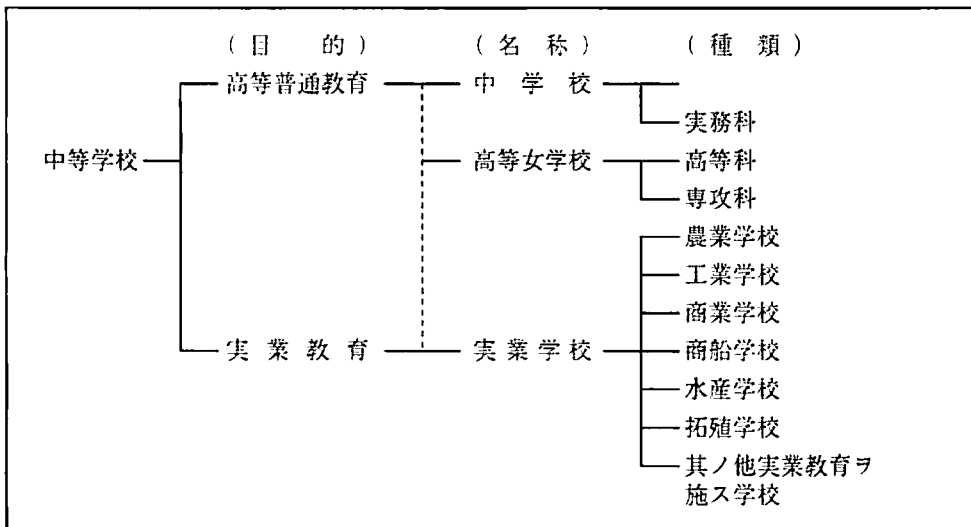 （目的）（名称）（種類）
高等普通教育 中学校
実務科
中等学校 高等女学校 高等科
専攻科
農業学校
工業学校
商業学校
実業教育 実業学校 商船学校
水産学校
拓殖学校
其ノ他実業教育ヲ
施ス学校